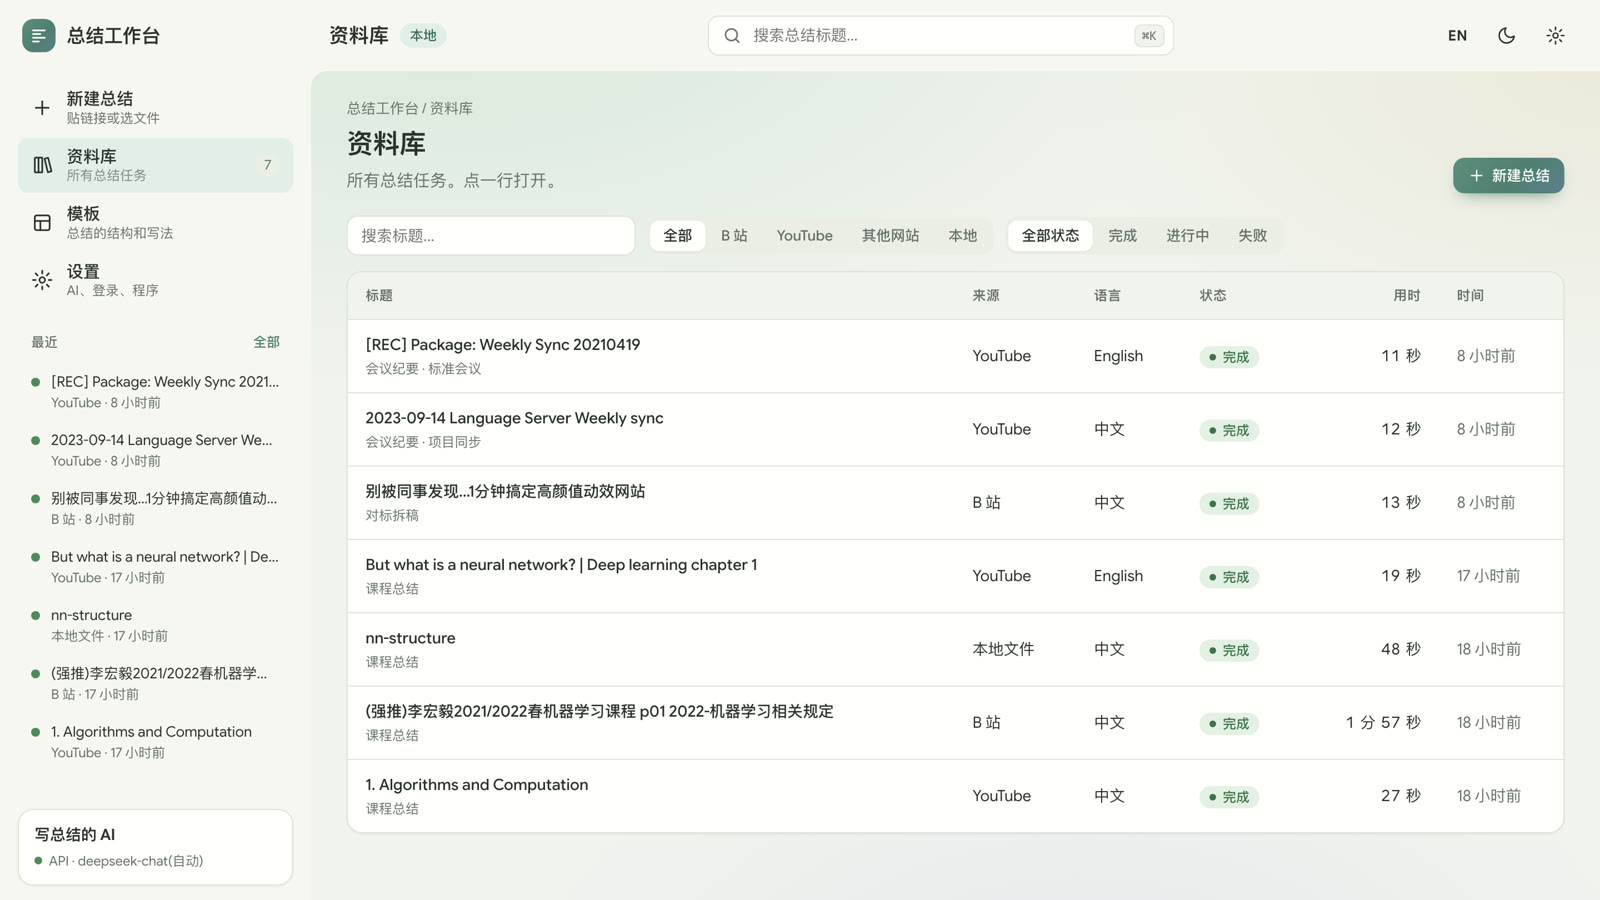 总结工作台
资料库 本地
搜索总结标题... ⌘K
EN
新建总结
贴链接或选文件
资料库
所有总结任务
7
模板
总结的结构和写法
设置
AI、登录、程序
最近 全部
[REC] Package: Weekly Sync 2021...
YouTube · 8 小时前
2023-09-14 Language Server We...
YouTube · 8 小时前
别被同事发现...1分钟搞定高颜值动...
B 站 · 8 小时前
But what is a neural network? | De...
YouTube · 17 小时前
nn-structure
本地文件 · 17 小时前
(强推)李宏毅2021/2022春机器学...
B 站 · 17 小时前
1. Algorithms and Computation
YouTube · 17 小时前
写总结的 AI
API · deepseek-chat(自动)
总结工作台 / 资料库
资料库
所有总结任务。点一行打开。
新建总结
搜索标题... 全部 B 站 YouTube 其他网站 本地 全部状态 完成 进行中 失败
标题 来源 语言 状态 用时 时间
[REC] Package: Weekly Sync 20210419
会议纪要 · 标准会议
YouTube English 完成 11 秒 8 小时前
2023-09-14 Language Server Weekly sync
会议纪要 · 项目同步
YouTube 中文 完成 12 秒 8 小时前
别被同事发现...1分钟搞定高颜值动效网站
对标拆稿
B 站 中文 完成 13 秒 8 小时前
But what is a neural network? | Deep learning chapter 1
课程总结
YouTube English 完成 19 秒 17 小时前
nn-structure
课程总结
本地文件 中文 完成 48 秒 18 小时前
(强推)李宏毅2021/2022春机器学习课程 p01 2022-机器学习相关规定
课程总结
B 站 中文 完成 1 分 57 秒 18 小时前
1. Algorithms and Computation
课程总结
YouTube 中文 完成 27 秒 18 小时前